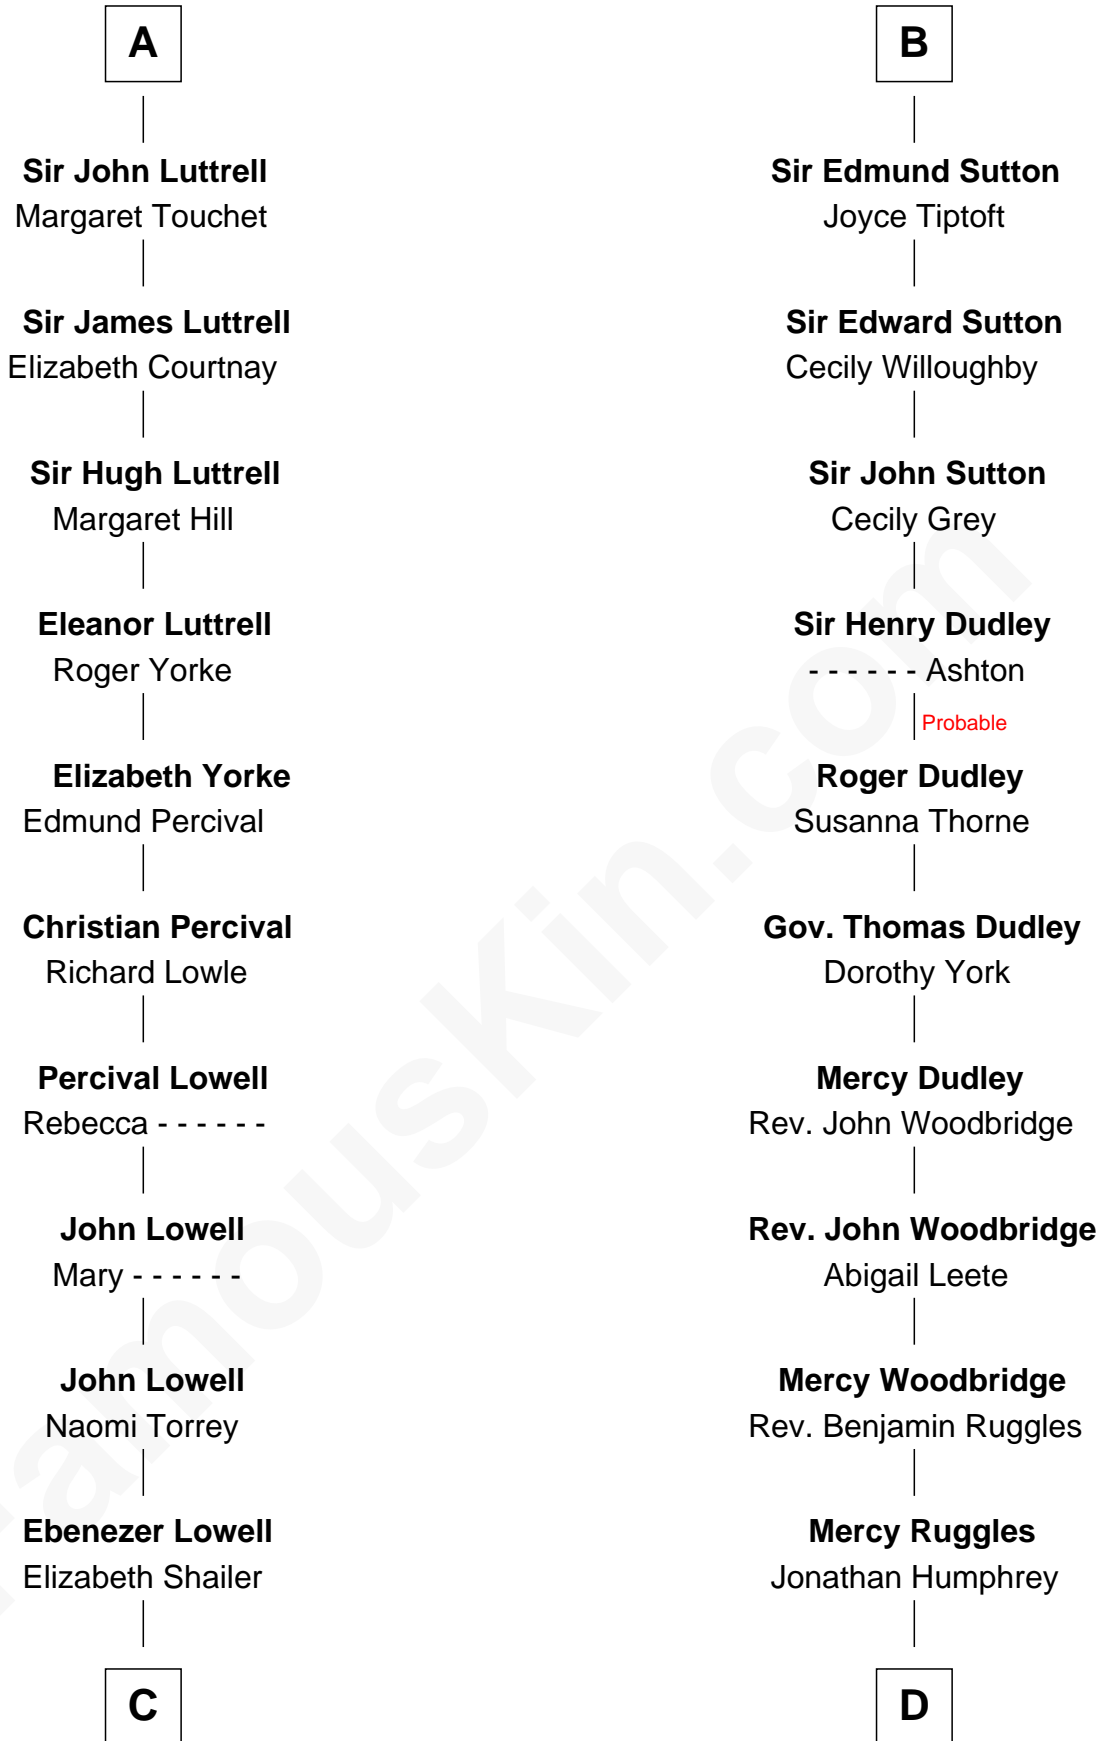 A
Sir John Luttrell
Margaret Touchet
Sir James Luttrell
Elizabeth Courtnay
Sir Hugh Luttrell
Margaret Hill
Eleanor Luttrell
Roger Yorke
Elizabeth Yorke
Edmund Percival
Christian Percival
Richard Lowle
Percival Lowell
Rebecca - - - - - -
John Lowell
Mary - - - - - -
John Lowell
Naomi Torrey
Ebenezer Lowell
Elizabeth Shailer
C
B
Sir Edmund Sutton
Joyce Tiptoft
Sir Edward Sutton
Cecily Willoughby
Sir John Sutton
Cecily Grey
Sir Henry Dudley
- - - - - - Ashton
Probable
Roger Dudley
Susanna Thorne
Gov. Thomas Dudley
Dorothy York
Mercy Dudley
Rev. John Woodbridge
Rev. John Woodbridge
Abigail Leete
Mercy Woodbridge
Rev. Benjamin Ruggles
Mercy Ruggles
Jonathan Humphrey
D
FamousKin.com